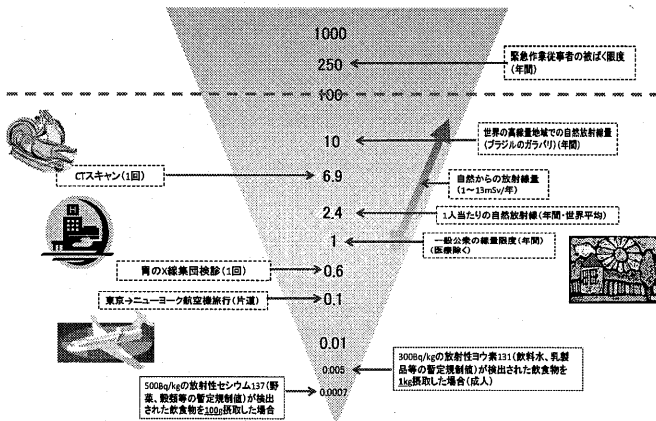 1000
緊急作業従事者の被ばく限度
(年間)
250
100
世界の高線量地域での自然放射線量
(ブラジルのガラパリ)(年間)
10
CTスキャン(1回)
6.9
自然からの放射線量
(1~13mSv/年)
2.4
1人当たりの自然放射線(年間・世界平均)
1
一般公衆の線量限度(年間)
(医療除く)
胃のX線集団検診(1回)
0.6
東京→ニューヨーク航空機旅行(片道)
0.1
0.01
300Bq/kgの放射性ヨウ素131(飲料水、乳製
品等の暫定規制値)が検出された飲食物を
1kg摂取した場合(成人)
0.005
500Bq/kgの放射性セシウム137(野
菜、穀類等の暫定規制値)が検出
された飲食物を100g摂取した場合
0.0007